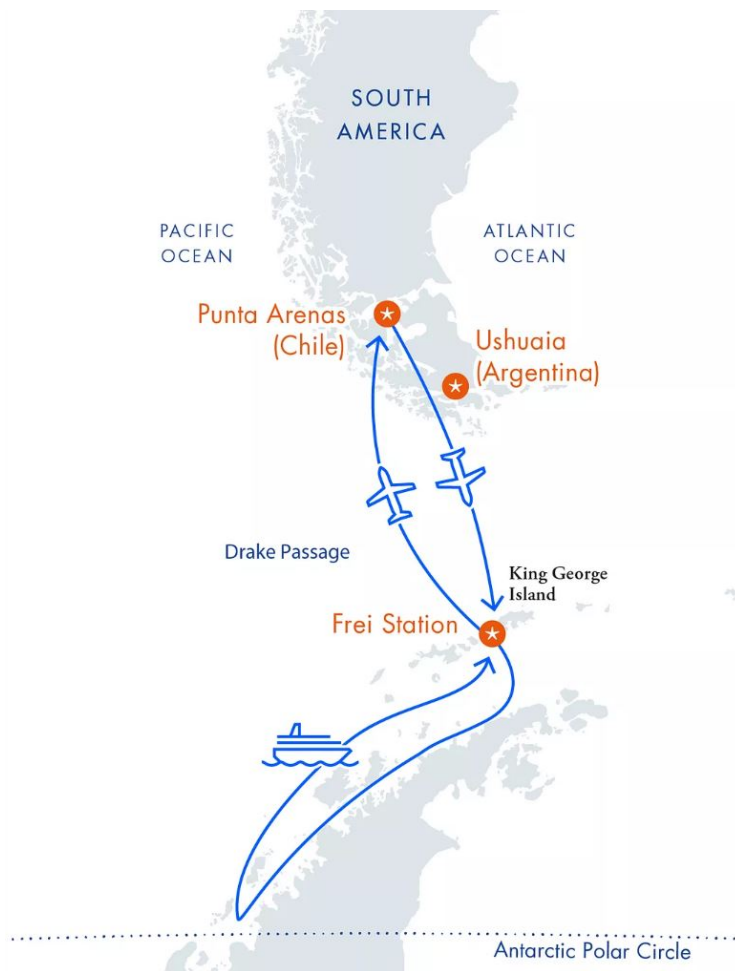 SOUTH
AMERICA
PACIFIC
OCEAN
ATLANTIC
OCEAN
Punta Arenas
(Chile)
Ushuaia
(Argentina)
Drake Passage
King George
Island
Frei Station
Antarctic Polar Circle